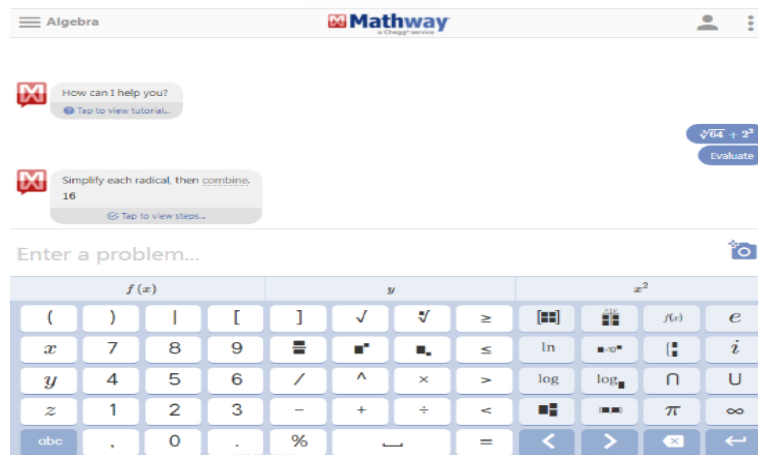 Algebra
Mathway
a Chegg® service
How can I help you?
Tap to view tutorial...
√64 + 2³
Evaluate
Simplify each radical, then combine.
16
Tap to view steps...
Enter a problem...
f(x) y x²
( ) | [ ] √ √ ≥ [ ] f(x) e
x 7 8 9 ≤ ln ■·10■ { i
y 4 5 6 / ^ × > log log ∩ ∪
z 1 2 3 - + ÷ < π ∞
abc , 0 . % = < >